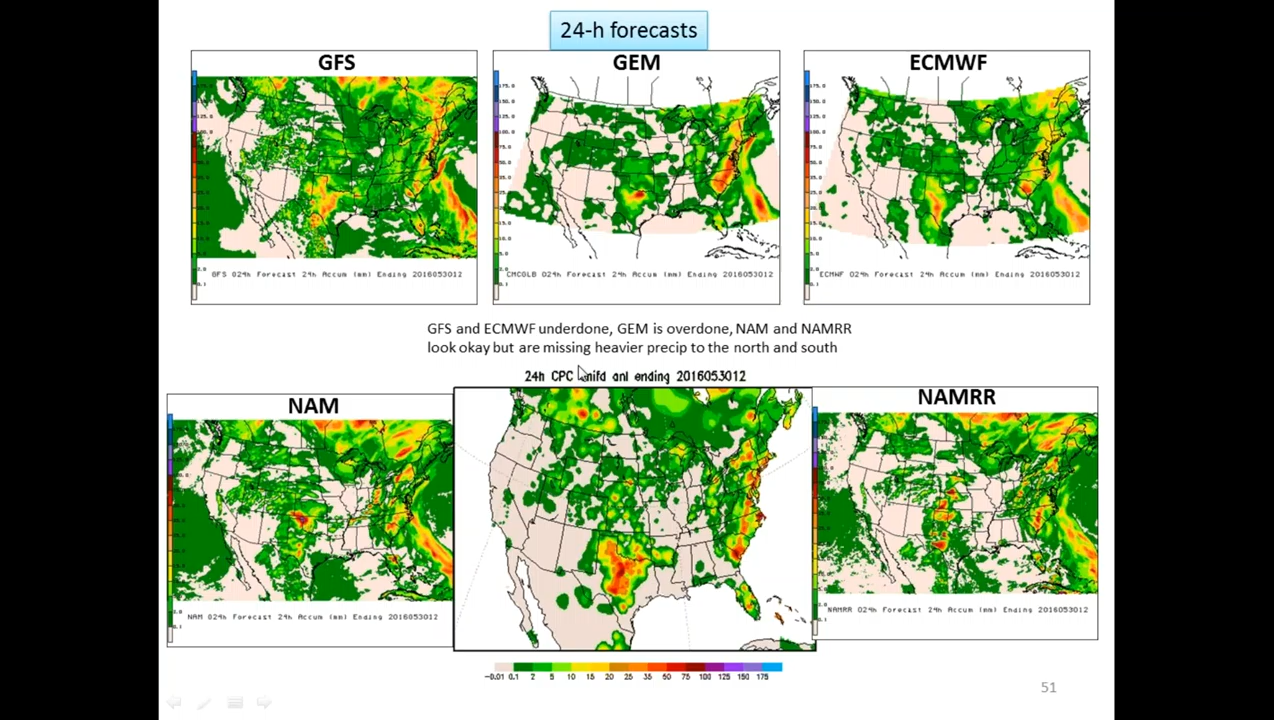 24-h forecasts
GFS
GEM
ECMWF
GFS 024h Forecast 24h Accum (mm) Ending 2016053012
CMCGLB 024h Forecast 24h Accum (mm) Ending 2016053012
ECMWF 024h Forecast 24h Accum (mm) Ending 2016053012
GFS and ECMWF underdone, GEM is overdone, NAM and NAMRR
look okay but are missing heavier precip to the north and south
24h CPC unifd anl ending 2016053012
NAM
NAMRR
NAM 024h Forecast 24h Accum (mm) Ending 2016053012
NAMRR 024h Forecast 24h Accum (mm) Ending 2016053012
-0.01 0.1 2 5 10 15 20 25 35 50 75 100 125 150 175
51